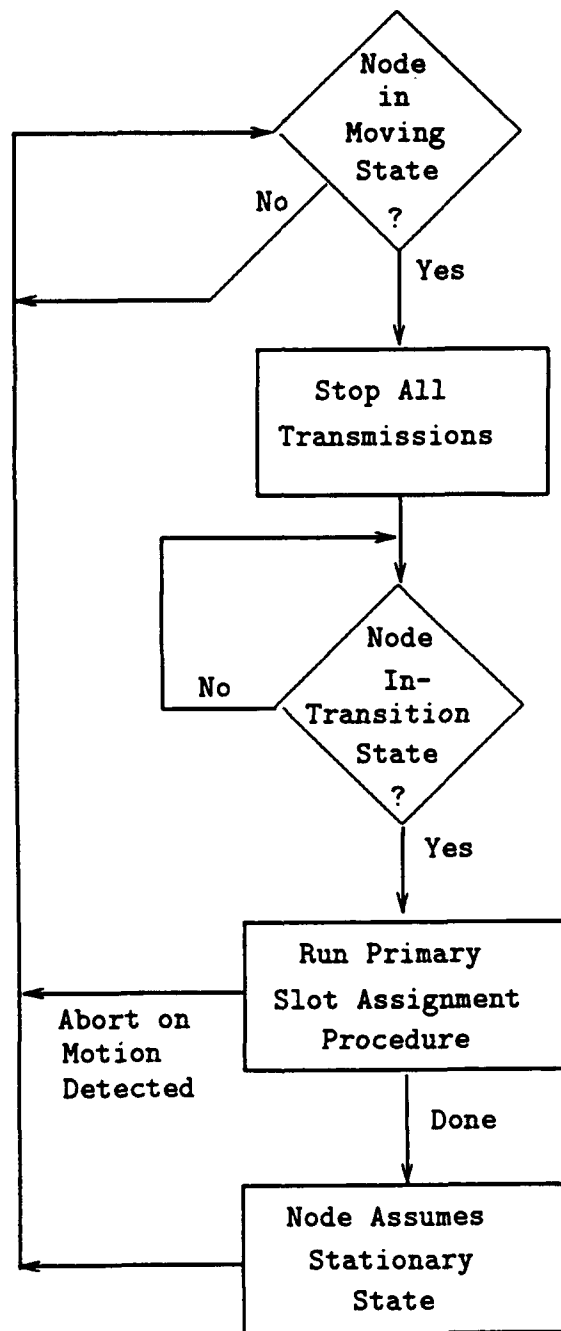 Node
in
Moving
State
?
No
Yes
Stop All
Transmissions
Node
In-
Transition
State
?
No
Yes
Run Primary
Slot Assignment
Procedure
Abort on
Motion
Detected
Done
Node Assumes
Stationary
State